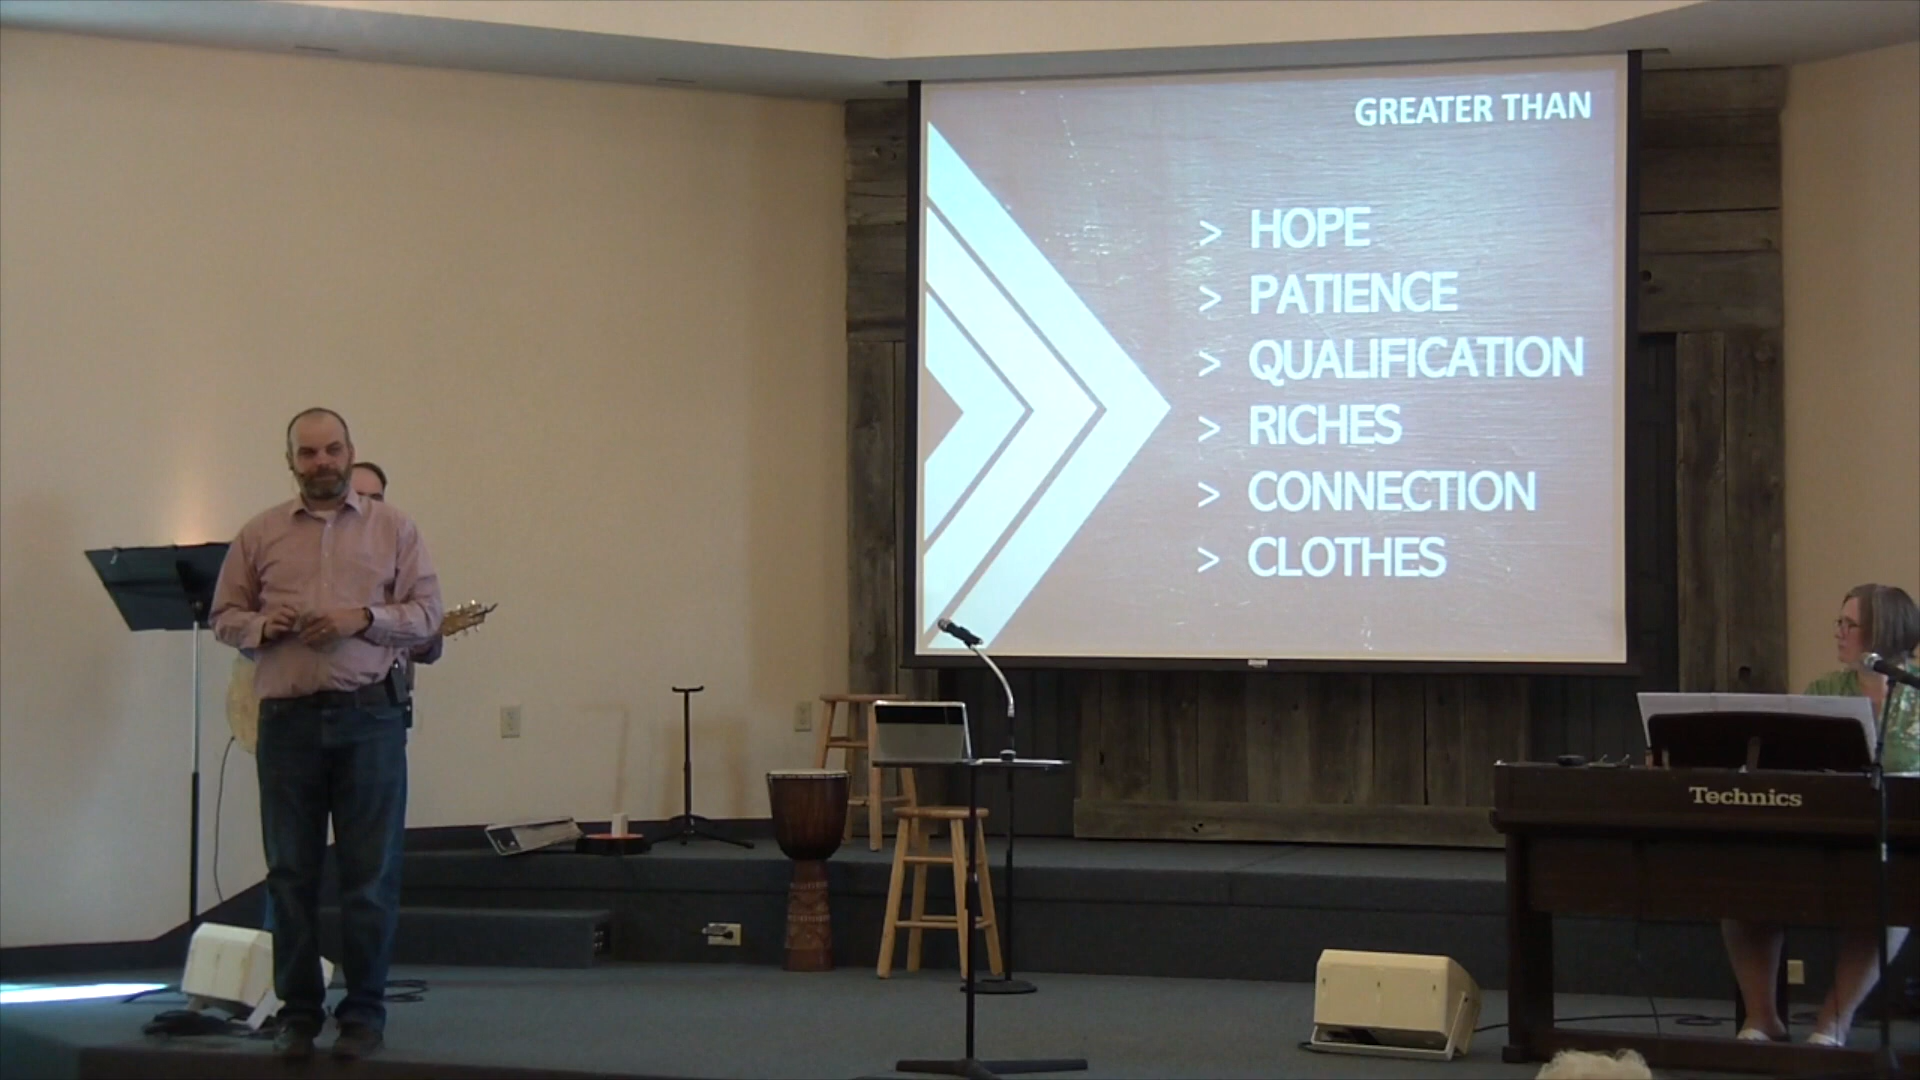 GREATER THAN
> HOPE
> PATIENCE
> QUALIFICATION
> RICHES
> CONNECTION
> CLOTHES
Technics